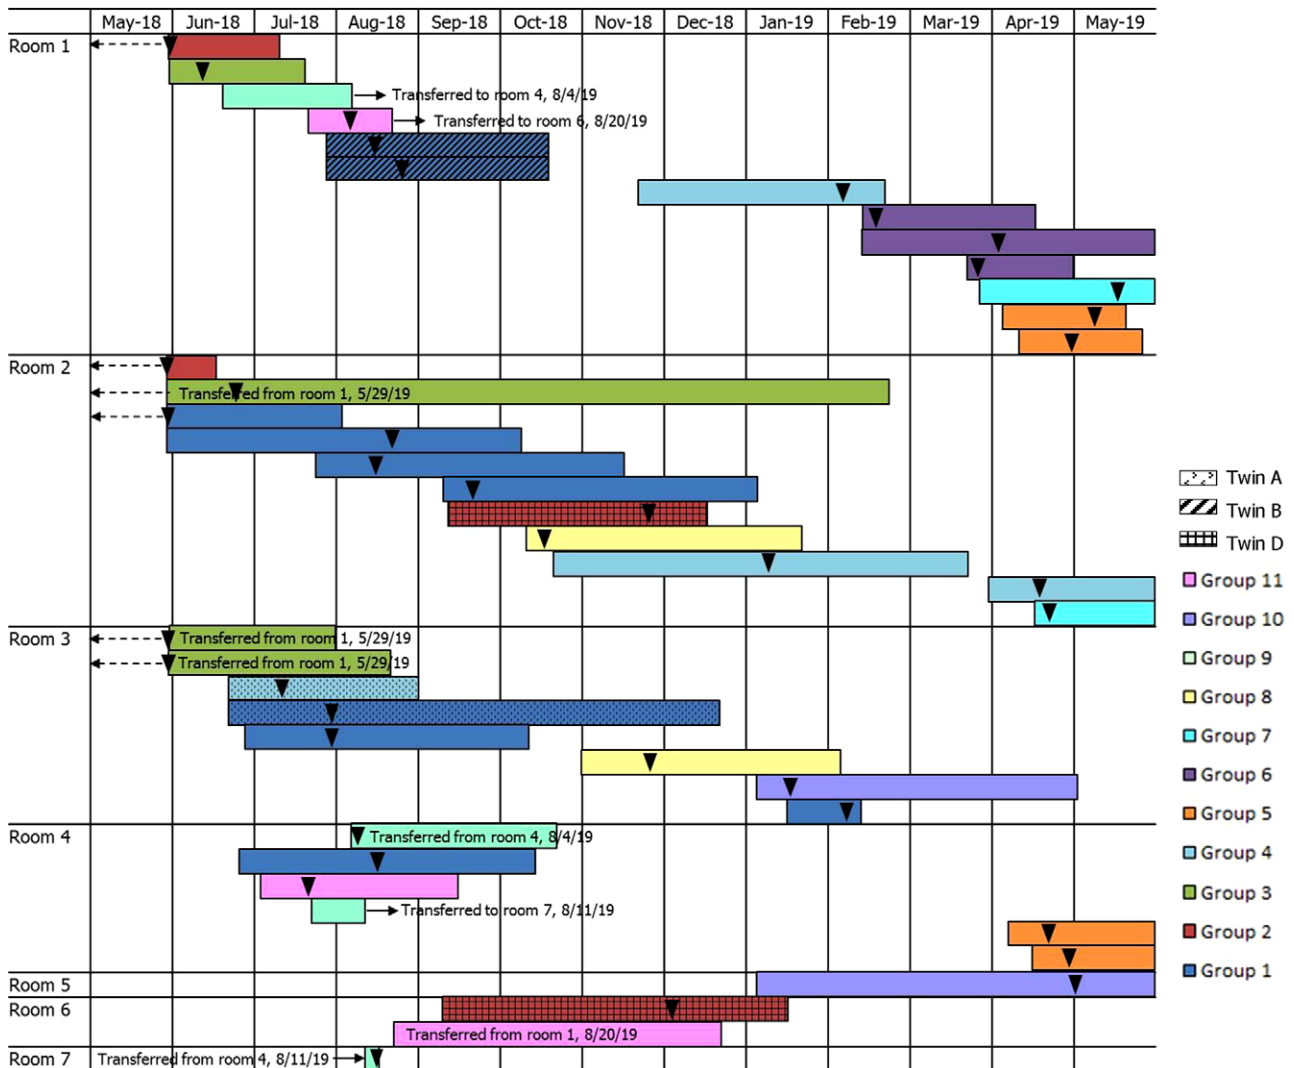 May-18 Jun-18 Jul-18 Aug-18 Sep-18 Oct-18 Nov-18 Dec-18 Jan-19 Feb-19 Mar-19 Apr-19 May-19
Room 1
Transferred to room 4, 8/4/19
Transferred to room 6, 8/20/19
Room 2
Transferred from room 1, 5/29/19
Room 3
Transferred from room 1, 5/29/19
Transferred from room 1, 5/29/19
Room 4
Transferred from room 4, 8/4/19
Transferred to room 7, 8/11/19
Room 5
Room 6
Transferred from room 1, 8/20/19
Room 7
Transferred from room 4, 8/11/19
Twin A
Twin B
Twin D
Group 11
Group 10
Group 9
Group 8
Group 7
Group 6
Group 5
Group 4
Group 3
Group 2
Group 1